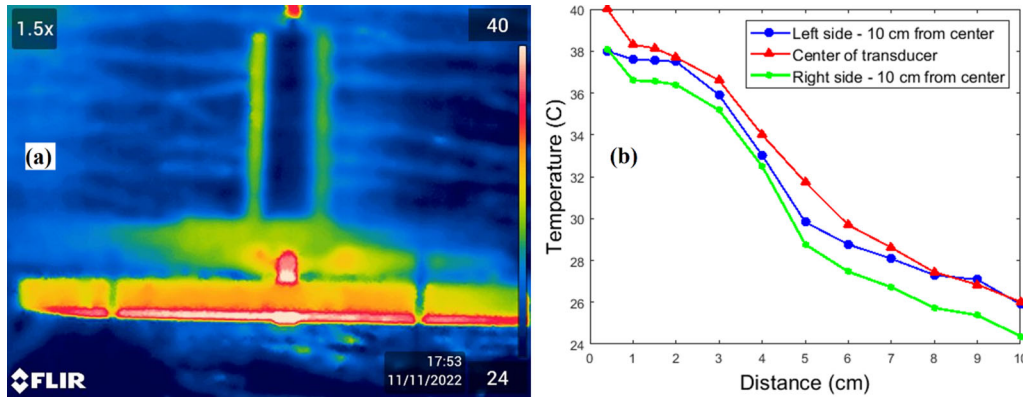 1.5x
40
(a)
17:53
11/11/2022
24
FLIR
Temperature (C)
40
38
36
34
32
30
28
26
24
Left side - 10 cm from center
Center of transducer
Right side - 10 cm from center
(b)
0
1
2
3
4
5
6
7
8
9
10
Distance (cm)